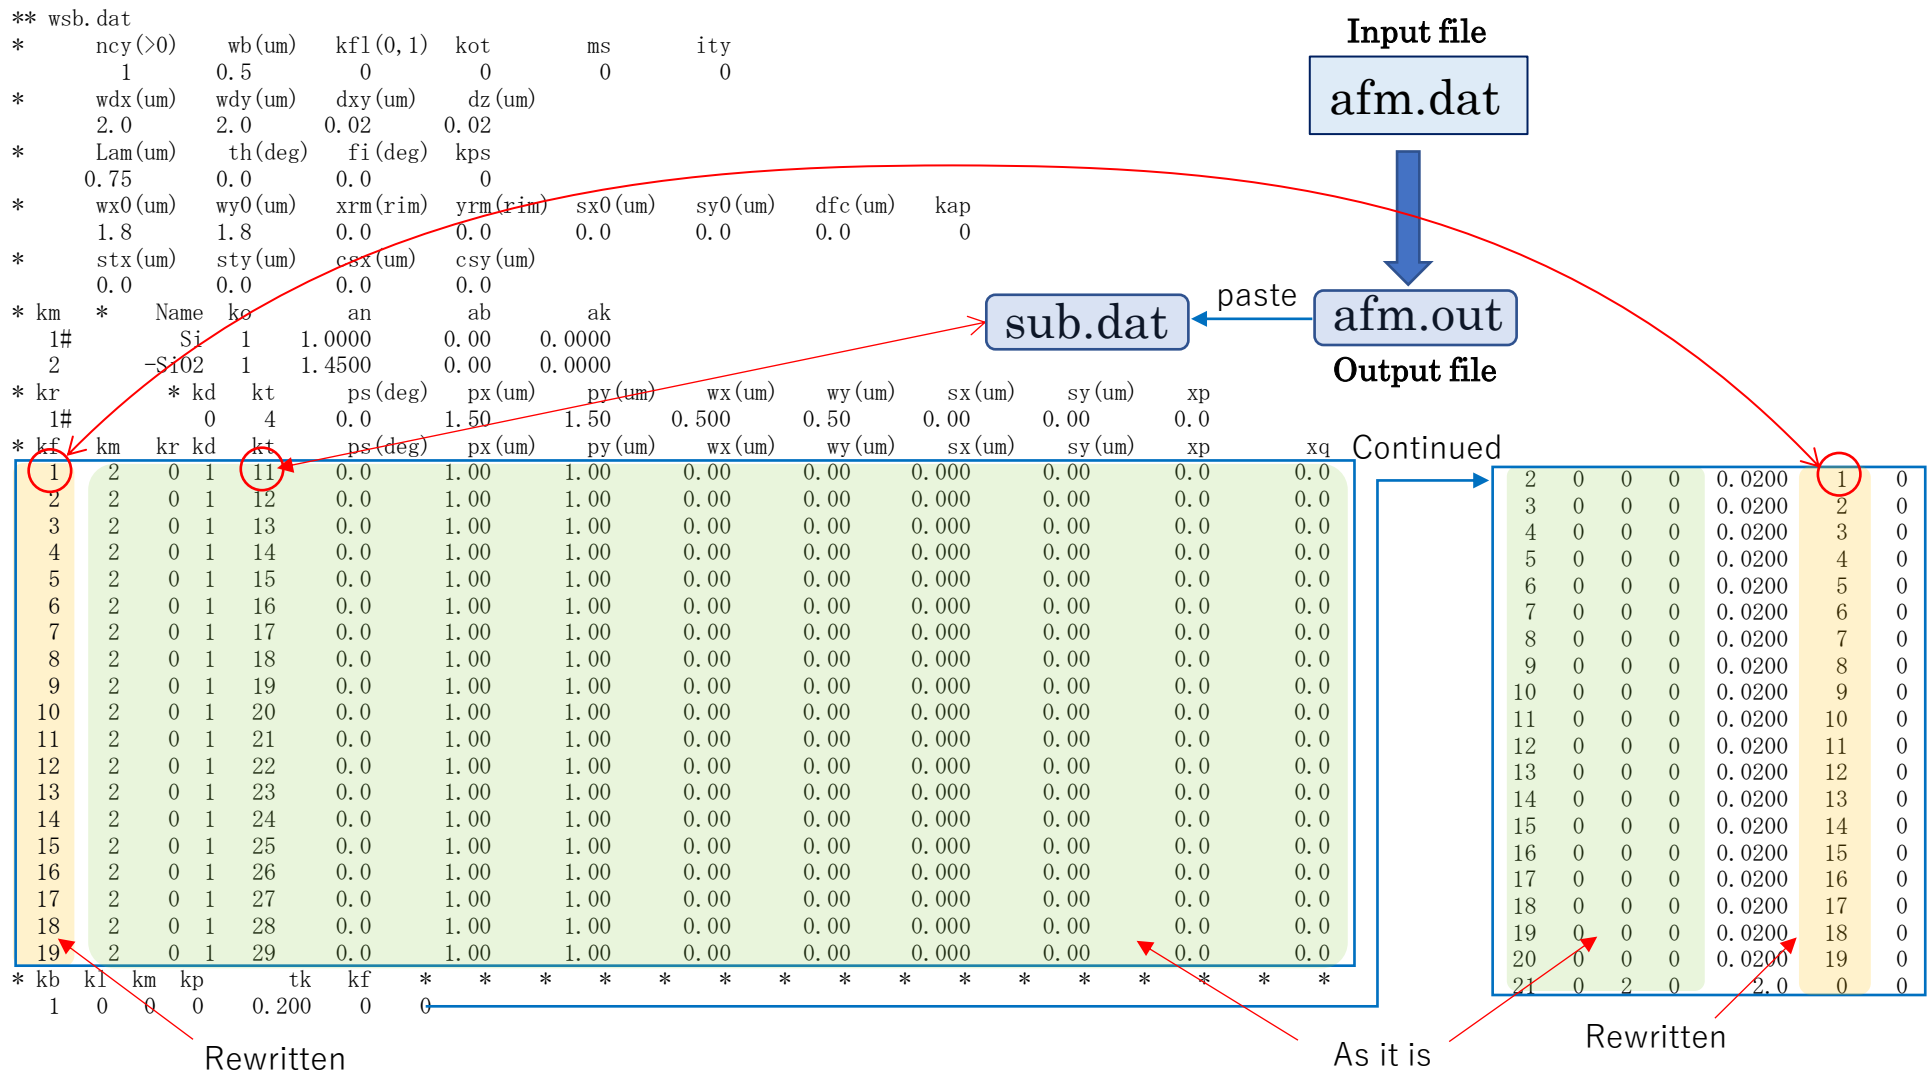 ** wsb.dat
* ncy(>0) wb(um) kfl(0,1) kot ms ity
1 0.5 0 0 0 0
* wdx(um) wdy(um) dxy(um) dz(um)
2.0 2.0 0.02 0.02
* Lam(um) th(deg) fi(deg) kps
0.75 0.0 0.0 0
* wx0(um) wy0(um) xrm(rim) yrm(rim) sx0(um) sy0(um) dfc(um) kap
1.8 1.8 0.0 0.0 0.0 0.0 0.0 0
* stx(um) sty(um) csx(um) csy(um)
0.0 0.0 0.0 0.0
* km * Name ko an ab ak
1# Si 1 1.0000 0.00 0.0000
2 -SiO2 1 1.4500 0.00 0.0000
* kr * kd kt ps(deg) px(um) py(um) wx(um) wy(um) sx(um) sy(um) xp
1# 0 4 0.0 1.50 1.50 0.500 0.50 0.00 0.00 0.0
* kf km kr kd kt ps(deg) px(um) py(um) wx(um) wy(um) sx(um) sy(um) xp xq
1 2 0 1 11 0.0 1.00 1.00 0.00 0.00 0.000 0.00 0.0 0.0
2 2 0 1 12 0.0 1.00 1.00 0.00 0.00 0.000 0.00 0.0 0.0
3 2 0 1 13 0.0 1.00 1.00 0.00 0.00 0.000 0.00 0.0 0.0
4 2 0 1 14 0.0 1.00 1.00 0.00 0.00 0.000 0.00 0.0 0.0
5 2 0 1 15 0.0 1.00 1.00 0.00 0.00 0.000 0.00 0.0 0.0
6 2 0 1 16 0.0 1.00 1.00 0.00 0.00 0.000 0.00 0.0 0.0
7 2 0 1 17 0.0 1.00 1.00 0.00 0.00 0.000 0.00 0.0 0.0
8 2 0 1 18 0.0 1.00 1.00 0.00 0.00 0.000 0.00 0.0 0.0
9 2 0 1 19 0.0 1.00 1.00 0.00 0.00 0.000 0.00 0.0 0.0
10 2 0 1 20 0.0 1.00 1.00 0.00 0.00 0.000 0.00 0.0 0.0
11 2 0 1 21 0.0 1.00 1.00 0.00 0.00 0.000 0.00 0.0 0.0
12 2 0 1 22 0.0 1.00 1.00 0.00 0.00 0.000 0.00 0.0 0.0
13 2 0 1 23 0.0 1.00 1.00 0.00 0.00 0.000 0.00 0.0 0.0
14 2 0 1 24 0.0 1.00 1.00 0.00 0.00 0.000 0.00 0.0 0.0
15 2 0 1 25 0.0 1.00 1.00 0.00 0.00 0.000 0.00 0.0 0.0
16 2 0 1 26 0.0 1.00 1.00 0.00 0.00 0.000 0.00 0.0 0.0
17 2 0 1 27 0.0 1.00 1.00 0.00 0.00 0.000 0.00 0.0 0.0
18 2 0 1 28 0.0 1.00 1.00 0.00 0.00 0.000 0.00 0.0 0.0
19 2 0 1 29 0.0 1.00 1.00 0.00 0.00 0.000 0.00 0.0 0.0
* kb kl km kp tk kf * * * * * * * * * * * * * * * *
1 0 0 0 0.200 0 0
Rewritten
Input file
afm.dat
paste
sub.dat
afm.out
Output file
Continued
2 0 0 0 0.0200 1 0
3 0 0 0 0.0200 2 0
4 0 0 0 0.0200 3 0
5 0 0 0 0.0200 4 0
6 0 0 0 0.0200 5 0
7 0 0 0 0.0200 6 0
8 0 0 0 0.0200 7 0
9 0 0 0 0.0200 8 0
10 0 0 0 0.0200 9 0
11 0 0 0 0.0200 10 0
12 0 0 0 0.0200 11 0
13 0 0 0 0.0200 12 0
14 0 0 0 0.0200 13 0
15 0 0 0 0.0200 14 0
16 0 0 0 0.0200 15 0
17 0 0 0 0.0200 16 0
18 0 0 0 0.0200 17 0
19 0 0 0 0.0200 18 0
20 0 0 0 0.0200 19 0
21 0 2 0 2.0 0 0
As it is
Rewritten